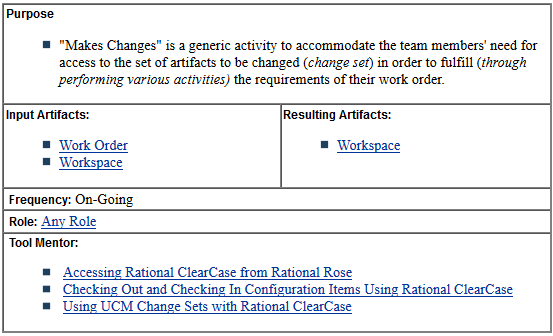 Purpose
"Makes Changes" is a generic activity to accommodate the team members' need for
access to the set of artifacts to be changed (change set) in order to fulfill (through
performing various activities) the requirements of their work order.
Input Artifacts:
Work Order
Workspace
Resulting Artifacts:
Workspace
Frequency: On-Going
Role: Any Role
Tool Mentor:
Accessing Rational ClearCase from Rational Rose
Checking Out and Checking In Configuration Items Using Rational ClearCase
Using UCM Change Sets with Rational ClearCase